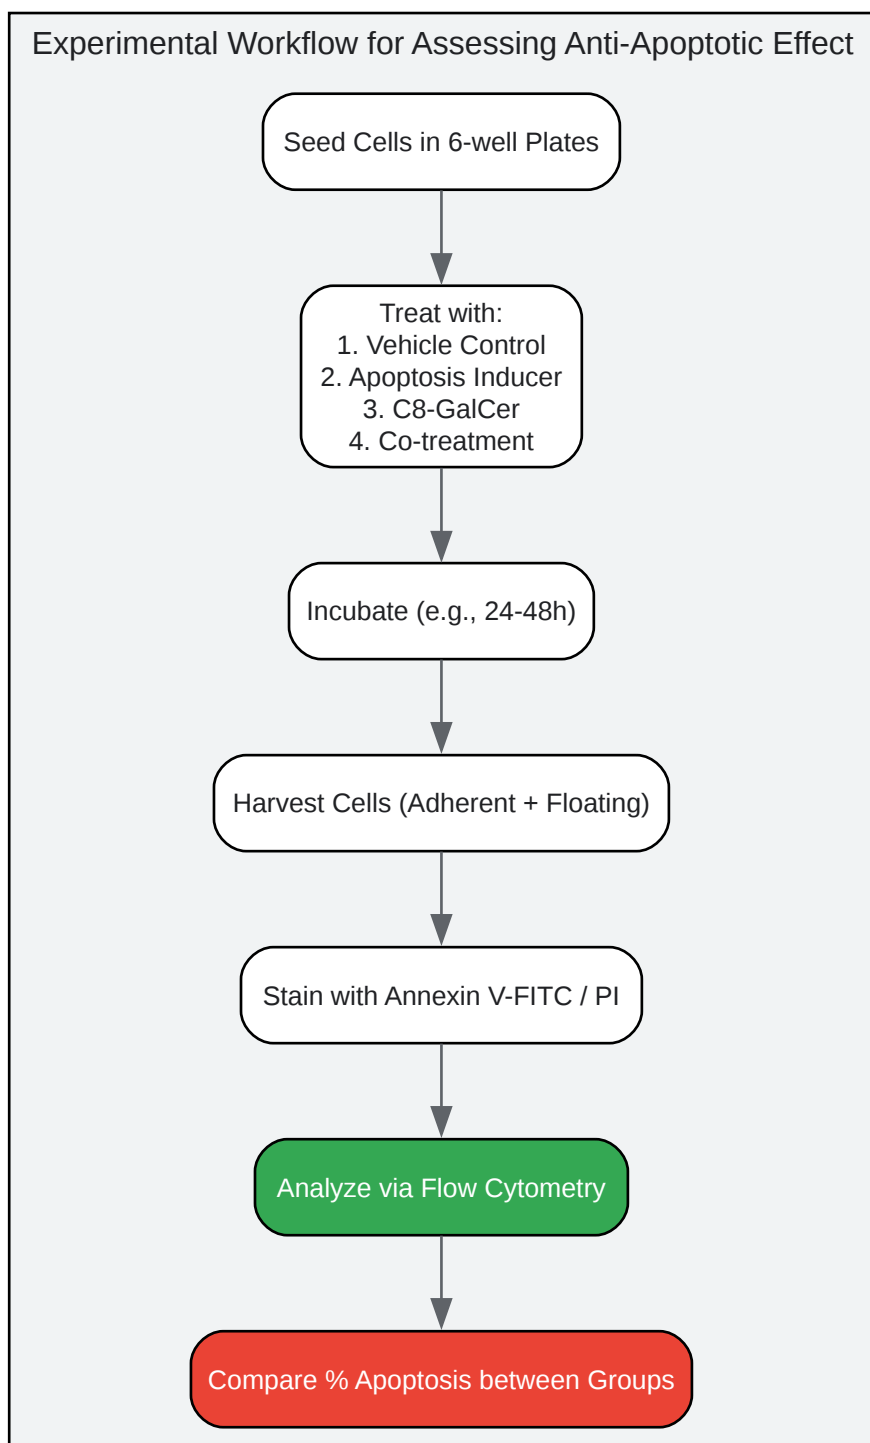 Experimental Workflow for Assessing Anti-Apoptotic Effect
Seed Cells in 6-well Plates
Treat with:
1. Vehicle Control
2. Apoptosis Inducer
3. C8-GalCer
4. Co-treatment
Incubate (e.g., 24-48h)
Harvest Cells (Adherent + Floating)
Stain with Annexin V-FITC / PI
Analyze via Flow Cytometry
Compare % Apoptosis between Groups